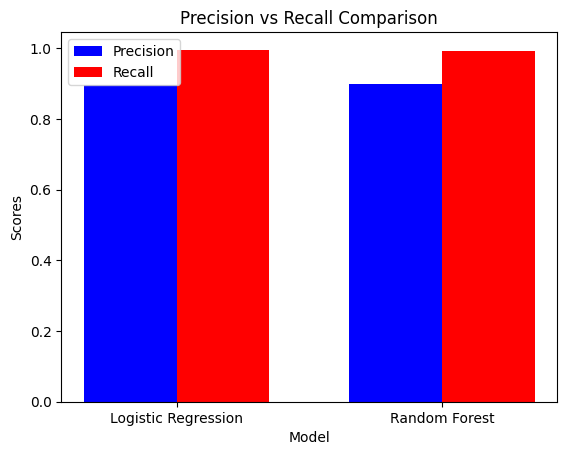 Precision vs Recall Comparison
Precision
Recall
1.0
0.8
0.6
0.4
0.2
0.0
Scores
Logistic Regression
Random Forest
Model